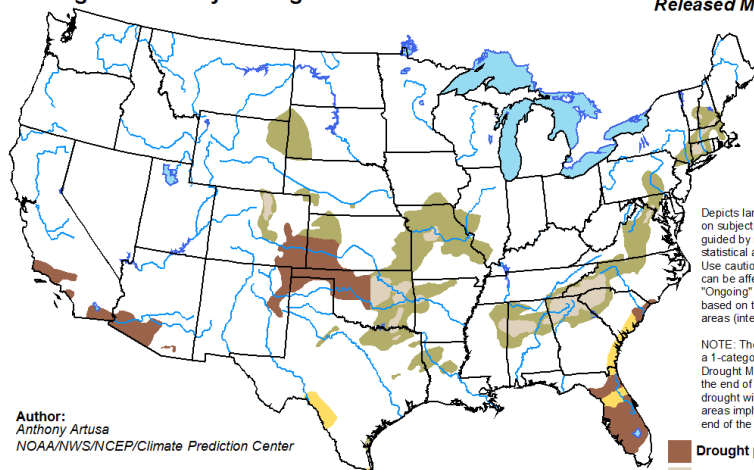 Released M
Depicts lar
on subject
guided by
statistical a
Use cautio
can be affe
"Ongoing"
based on t
areas (inte
NOTE: The
a 1-catego
Drought M
the end of
drought wi
areas impl
end of the
Author:
Anthony Artusa
NOAA/NWS/NCEP/Climate Prediction Center
Drought